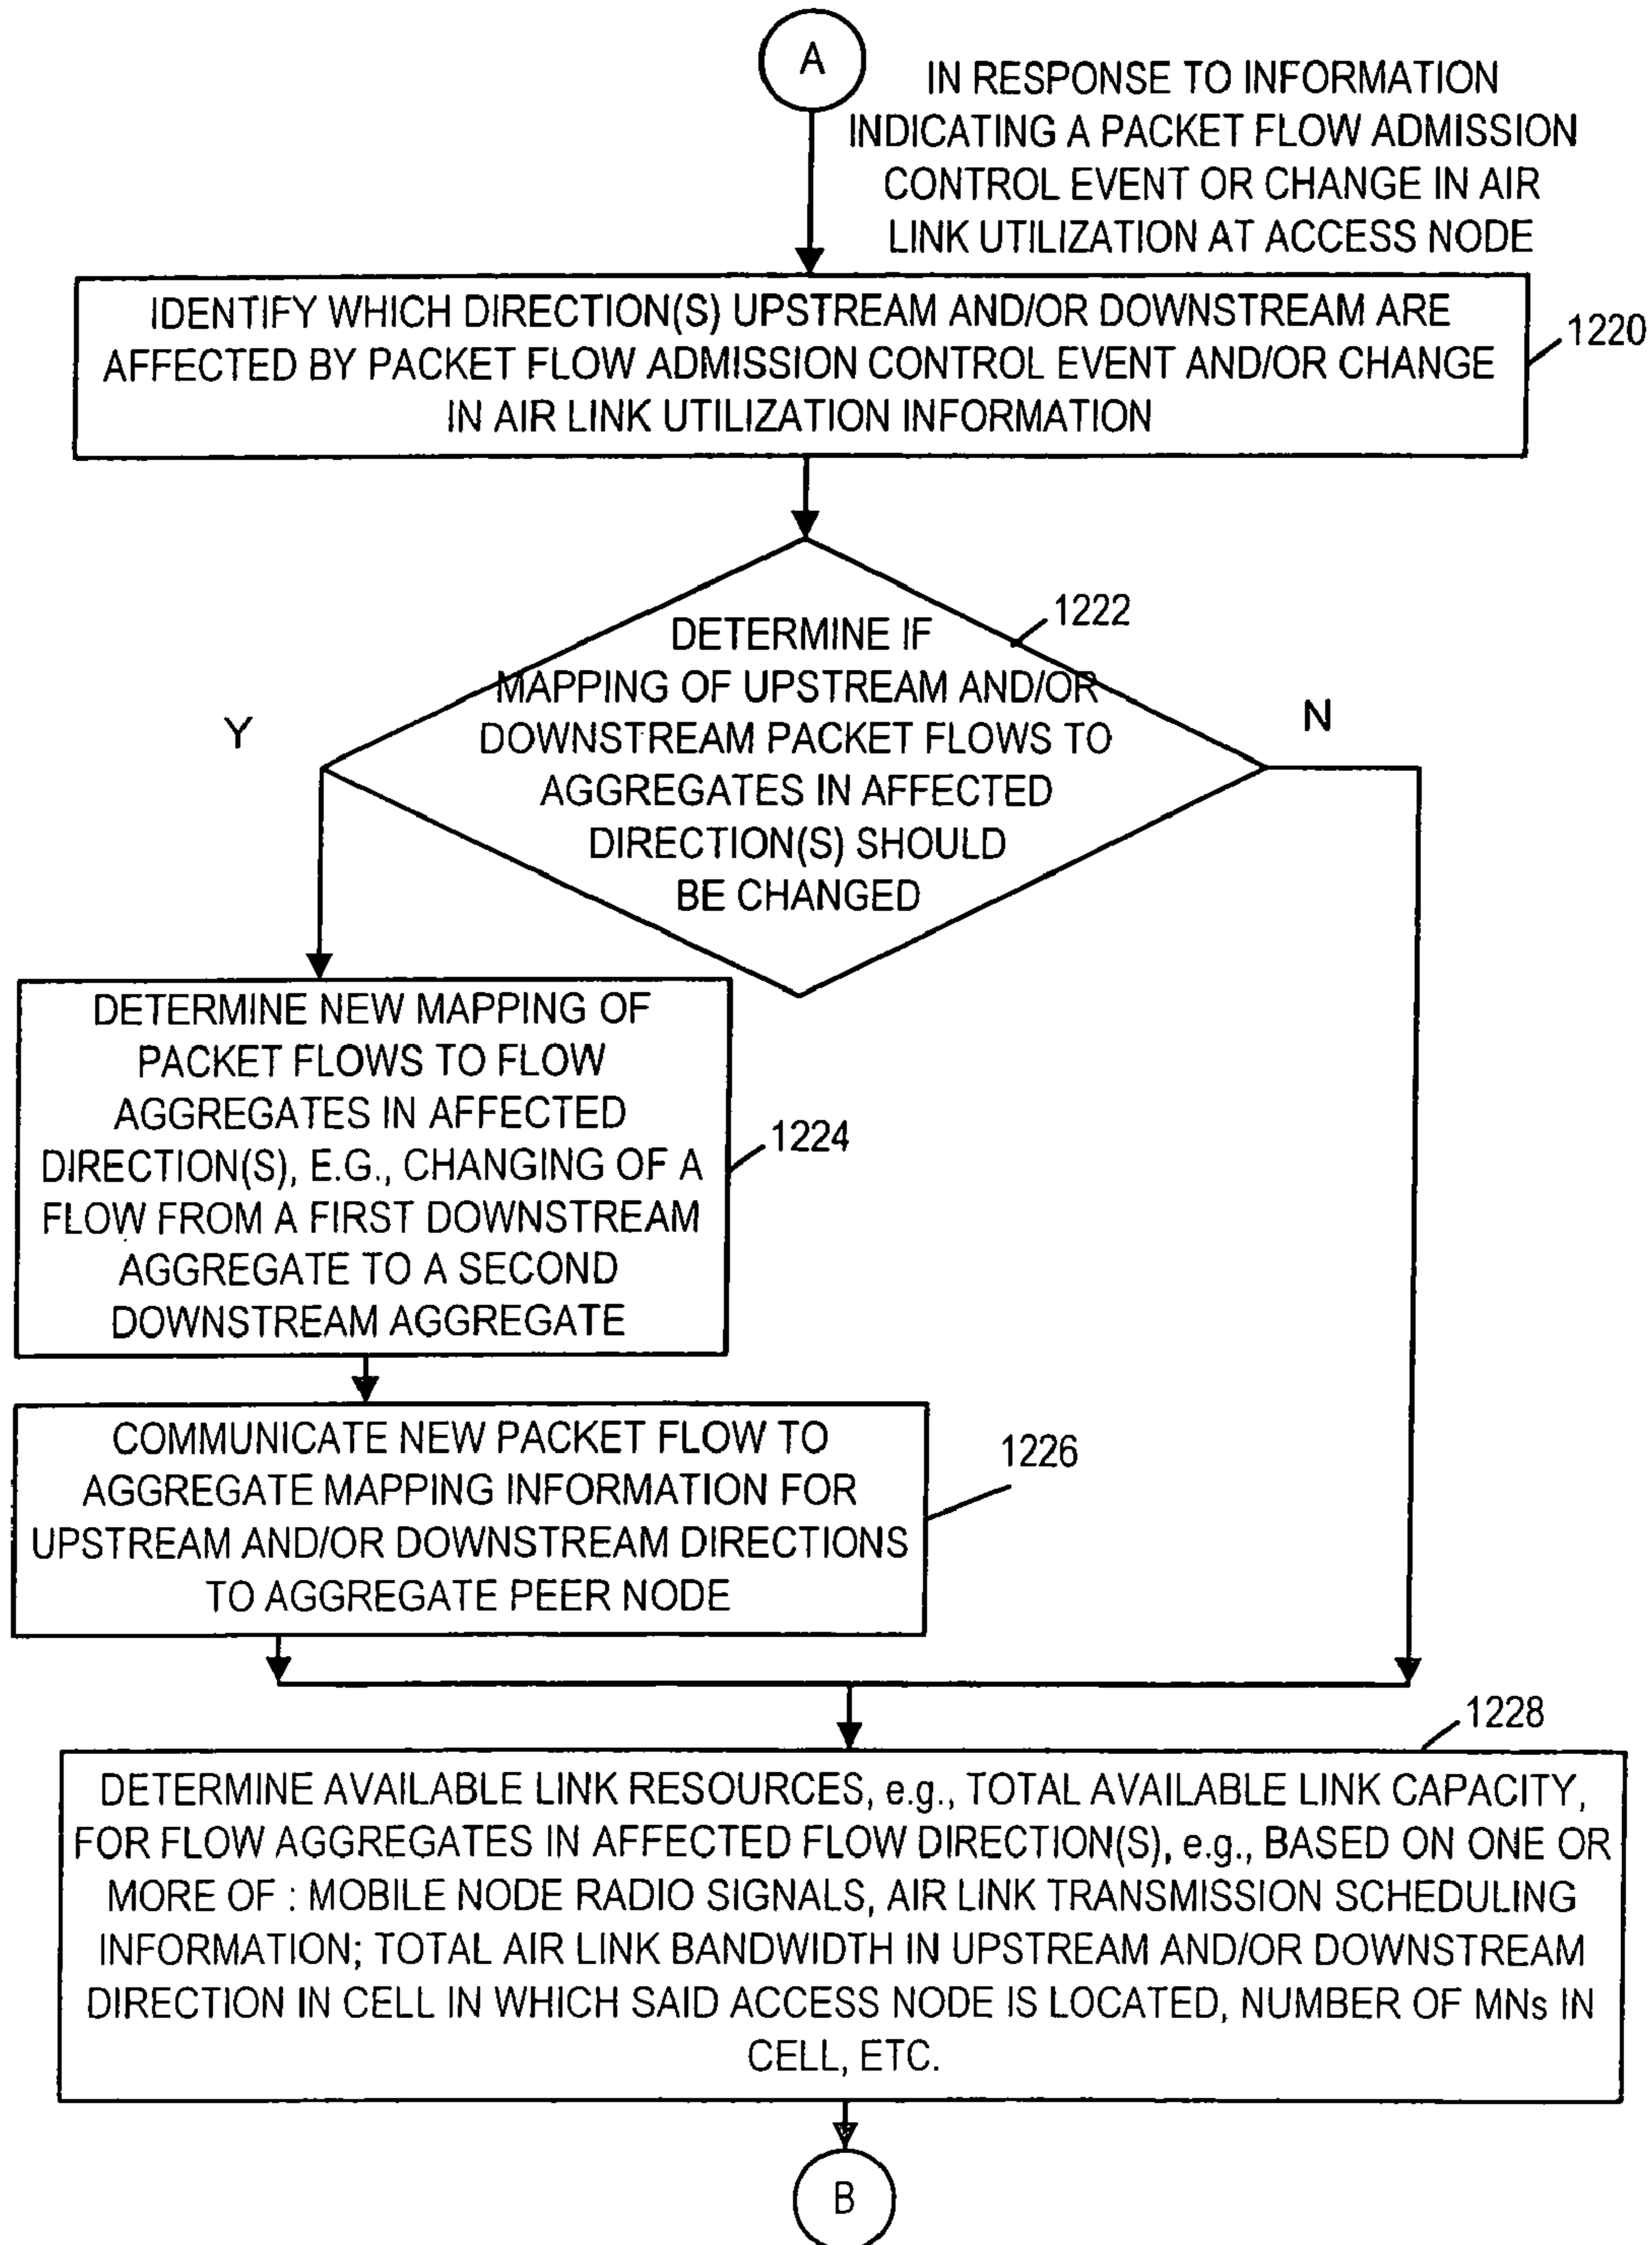 A
IN RESPONSE TO INFORMATION
INDICATING A PACKET FLOW ADMISSION
CONTROL EVENT OR CHANGE IN AIR
LINK UTILIZATION AT ACCESS NODE
IDENTIFY WHICH DIRECTION(S) UPSTREAM AND/OR DOWNSTREAM ARE
AFFECTED BY PACKET FLOW ADMISSION CONTROL EVENT AND/OR CHANGE
IN AIR LINK UTILIZATION INFORMATION
1220
1222
DETERMINE IF
MAPPING OF UPSTREAM AND/OR
DOWNSTREAM PACKET FLOWS TO
AGGREGATES IN AFFECTED
DIRECTION(S) SHOULD
BE CHANGED
Y
N
DETERMINE NEW MAPPING OF
PACKET FLOWS TO FLOW
AGGREGATES IN AFFECTED
DIRECTION(S), E.G., CHANGING OF A
FLOW FROM A FIRST DOWNSTREAM
AGGREGATE TO A SECOND
DOWNSTREAM AGGREGATE
1224
COMMUNICATE NEW PACKET FLOW TO
AGGREGATE MAPPING INFORMATION FOR
UPSTREAM AND/OR DOWNSTREAM DIRECTIONS
TO AGGREGATE PEER NODE
1226
1228
DETERMINE AVAILABLE LINK RESOURCES, e.g., TOTAL AVAILABLE LINK CAPACITY,
FOR FLOW AGGREGATES IN AFFECTED FLOW DIRECTION(S), e.g., BASED ON ONE OR
MORE OF : MOBILE NODE RADIO SIGNALS, AIR LINK TRANSMISSION SCHEDULING
INFORMATION; TOTAL AIR LINK BANDWIDTH IN UPSTREAM AND/OR DOWNSTREAM
DIRECTION IN CELL IN WHICH SAID ACCESS NODE IS LOCATED, NUMBER OF MNs IN
CELL, ETC.
B